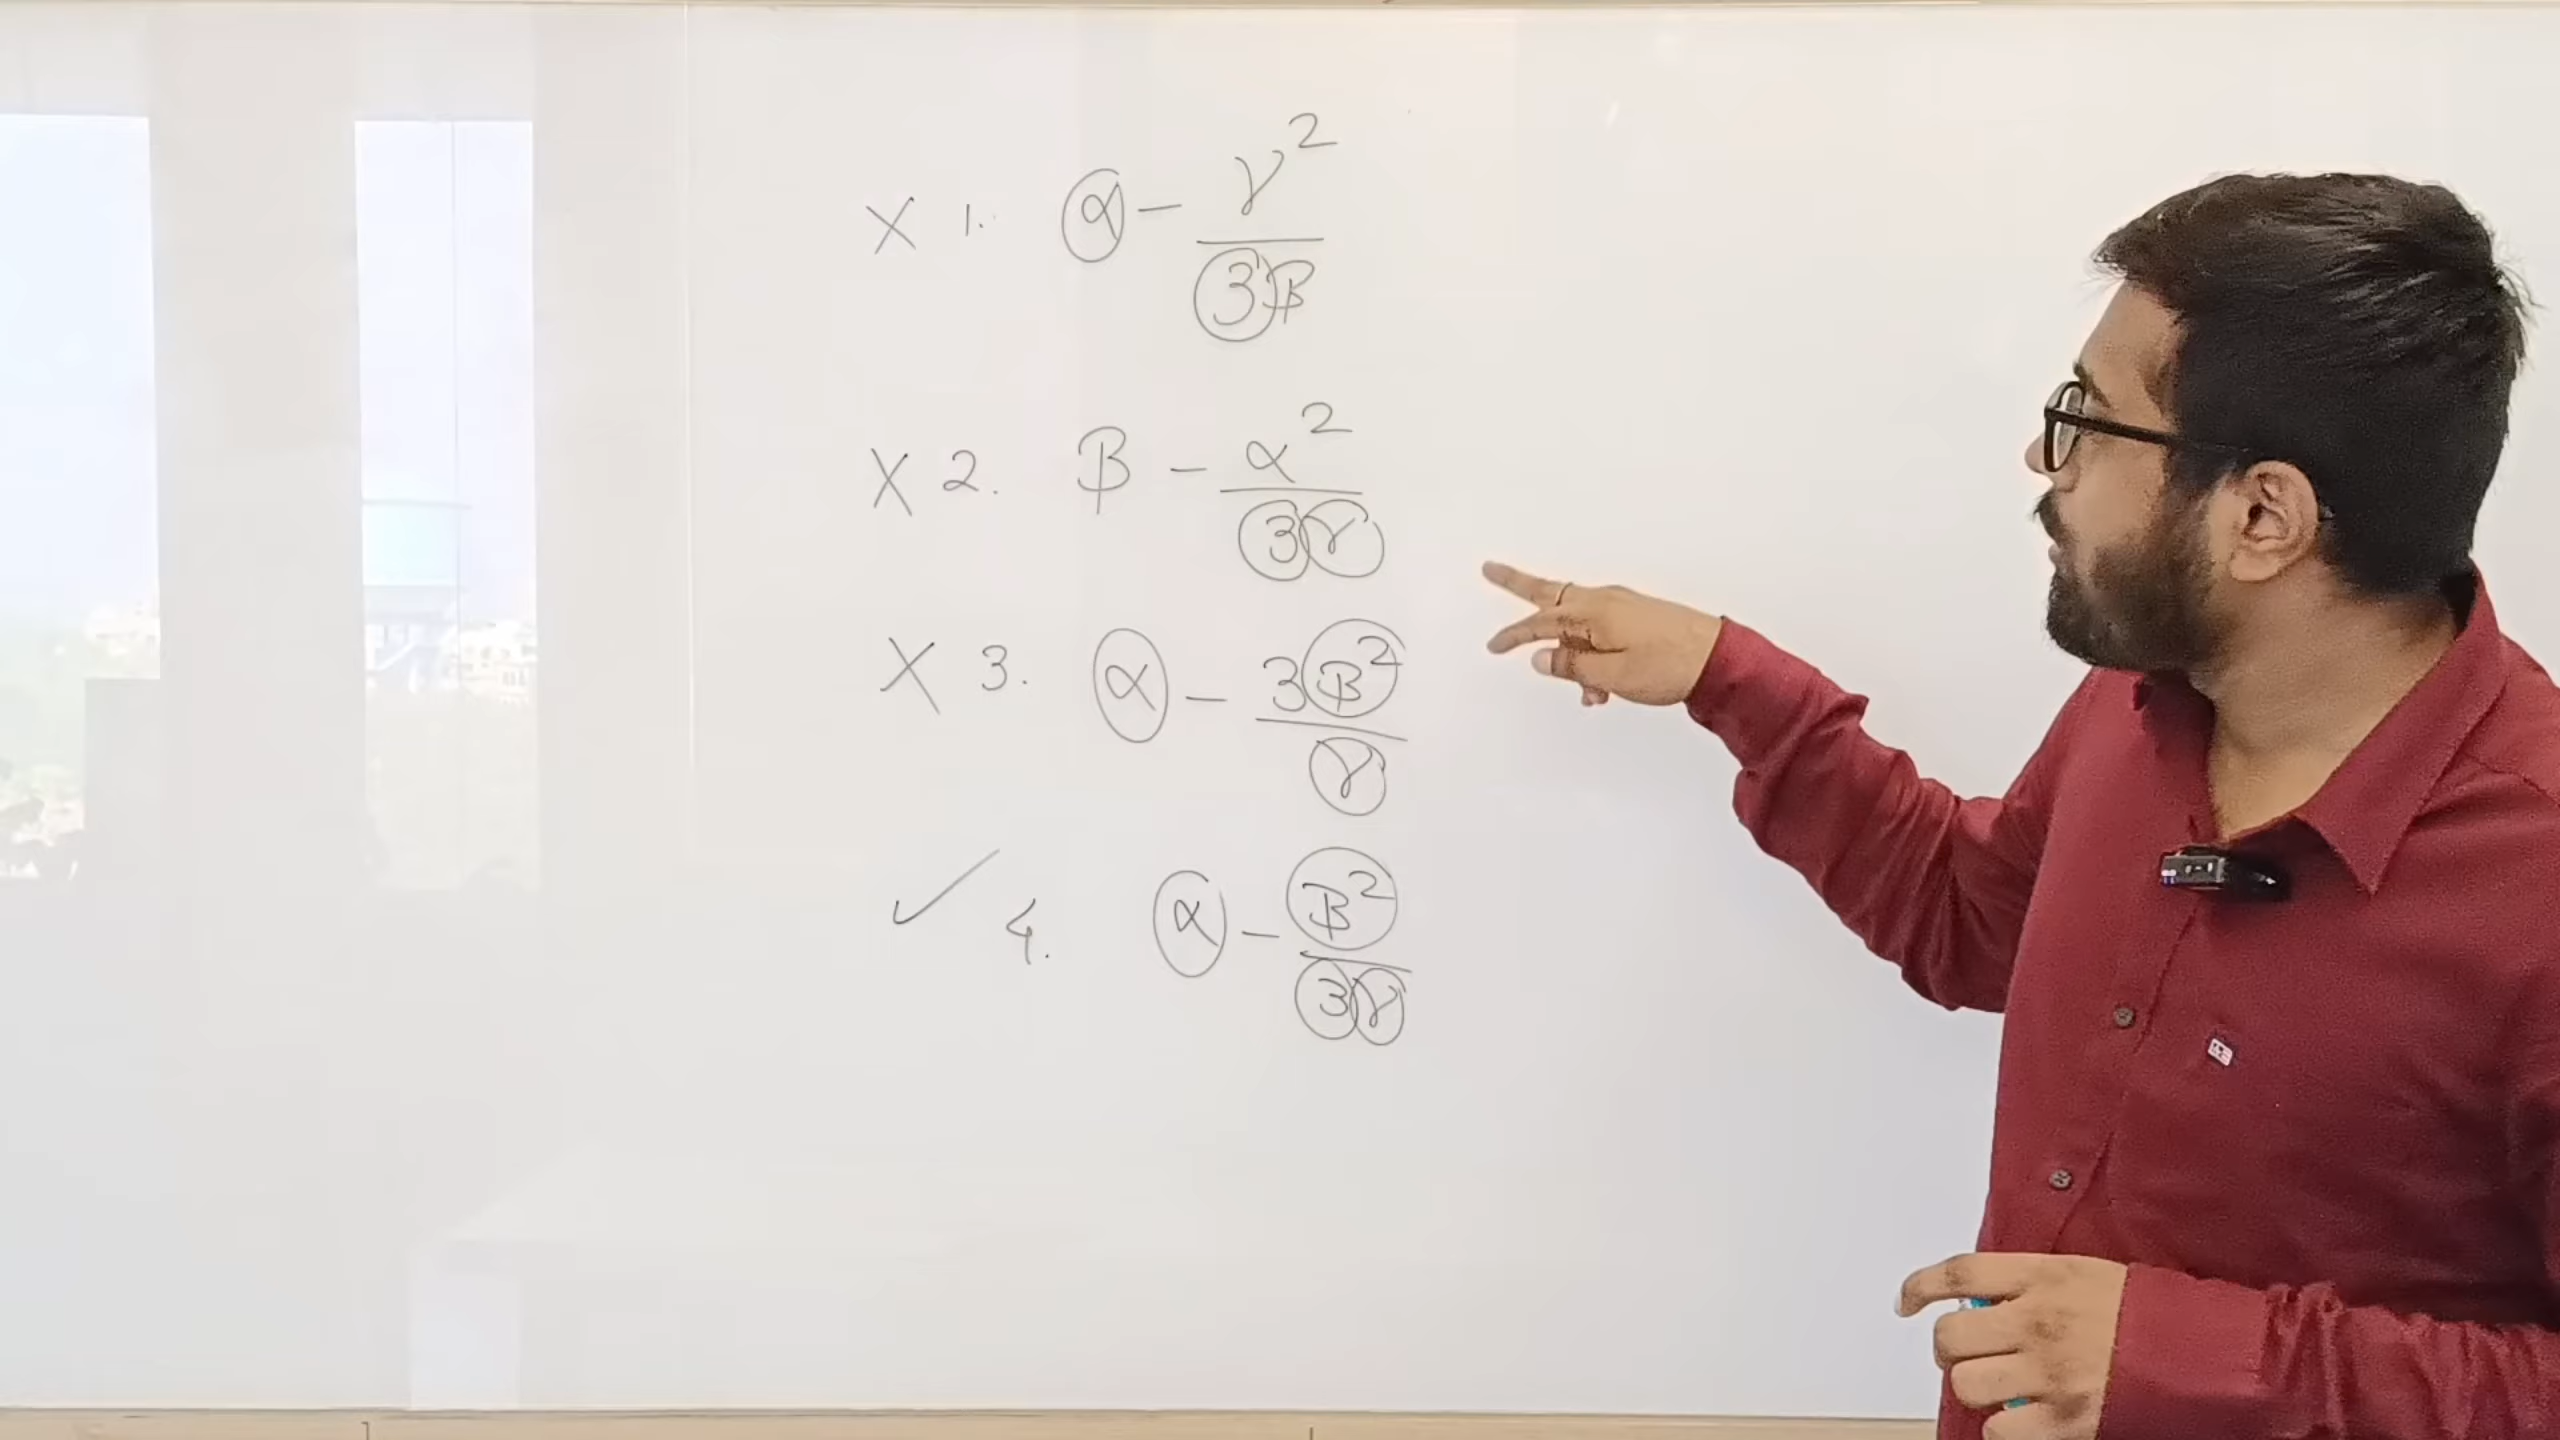 X 1. α - γ² / 3β
X 2. β - α² / 3γ
X 3. α - 3β² / γ
✓ 4. α - β² / 3γ